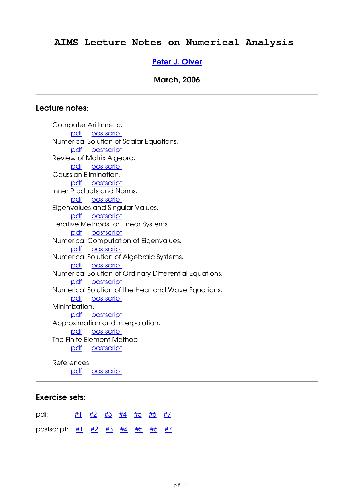 AIMS Lecture Notes on Numerical Analysis
Peter J. Olver
March, 2006
Lecture notes:
Computer Arithmetic.
pdf postscript
Numerical Solution of Scalar Equations.
pdf postscript
Review of Matrix Algebra.
pdf postscript
Gaussian Elimination.
pdf postscript
Inner Products and Norms.
pdf postscript
Eigenvalues and Singular Values.
pdf postscript
Iterative Methods for Linear Systems.
pdf postscript
Numerical Computation of Eigenvalues.
pdf postscript
Numerical Solution of Algebraic Systems.
pdf postscript
Numerical Solution of Ordinary Differential Equations.
pdf postscript
Numerical Solution of the Heat and Wave Equations.
pdf postscript
Minimization.
pdf postscript
Approximation and Interpolation.
pdf postscript
The Finite Element Method.
pdf postscript
References
pdf postscript
Exercise sets:
pdf: #1 #2 #3 #4 #5 #6 #7
postscript: #1 #2 #3 #4 #5 #6 #7